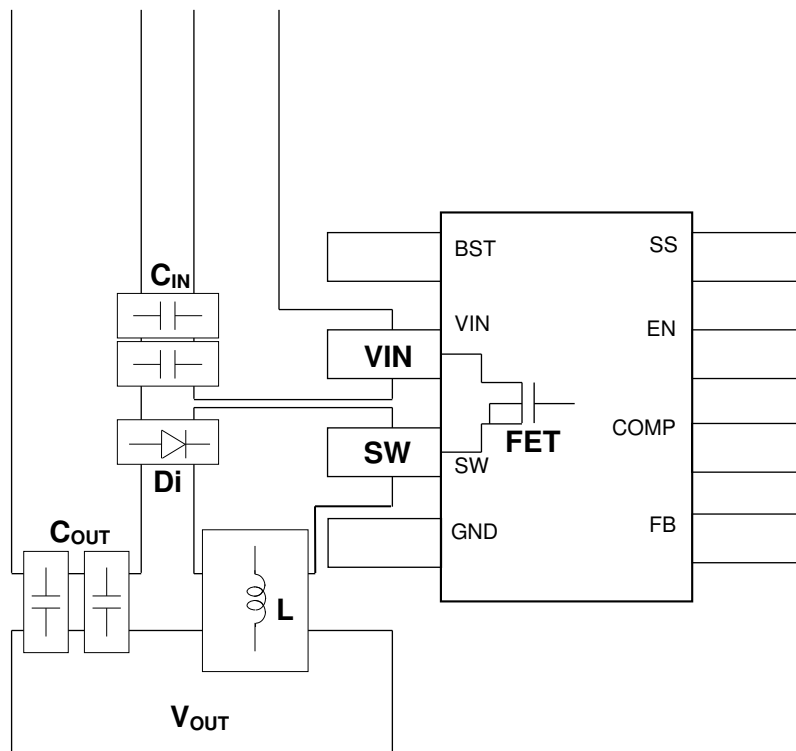 BST
SS
CIN
VIN
EN
VIN
FET
COMP
SW
SW
Di
COUT
GND
FB
L
VOUT